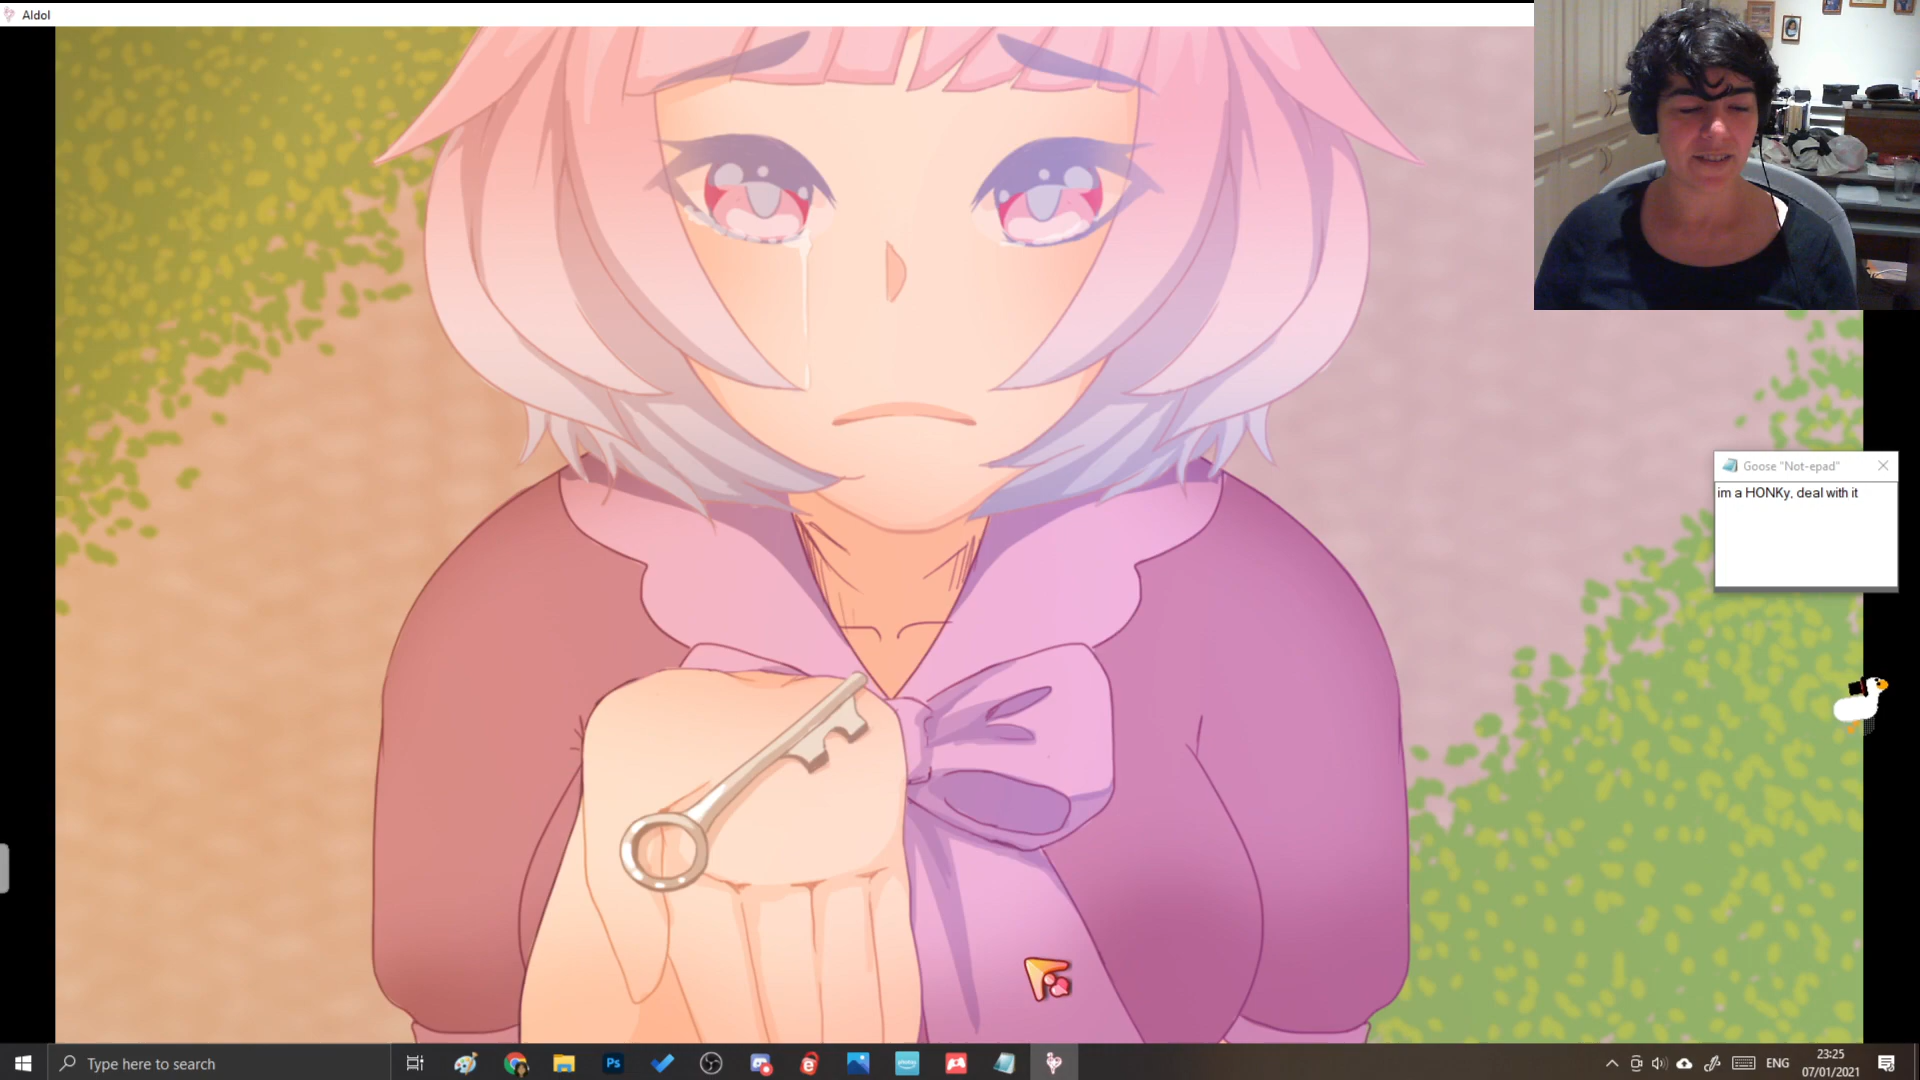 Aldol
Goose "Not-epad"
im a HONKy, deal with it
Type here to search
Ps
ENG
23:25
07/01/2021